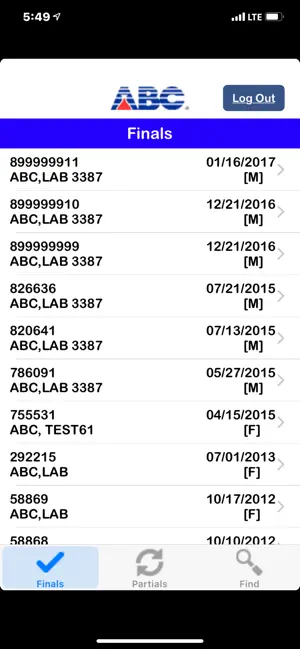 5:49
LTE
ABC
Log Out
Finals
899999911 01/16/2017
ABC,LAB 3387 [M]
899999910 12/21/2016
ABC,LAB 3387 [M]
899999999 12/21/2016
ABC,LAB 3387 [M]
826636 07/21/2015
ABC,LAB 3387 [M]
820641 07/13/2015
ABC,LAB 3387 [M]
786091 05/27/2015
ABC,LAB 3387 [M]
755531 04/15/2015
ABC, TEST61 [F]
292215 07/01/2013
ABC,LAB [F]
58869 10/17/2012
ABC,LAB [F]
58868 10/10/2012
Finals
Partials
Find